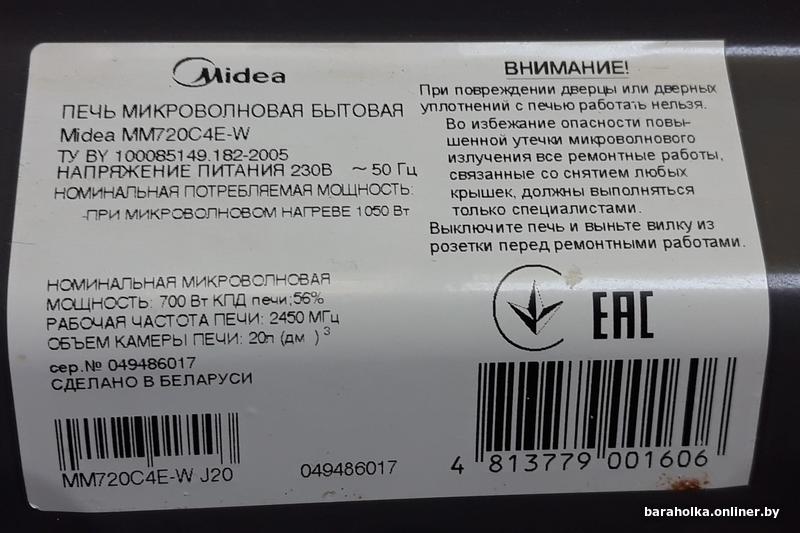 Midea
ПЕЧЬ МИКРОВОЛНОВАЯ БЫТОВАЯ
Midea MM720C4E-W
ТУ BY 100085149.182-2005
НАПРЯЖЕНИЕ ПИТАНИЯ 230В ~ 50 Гц
НОМИНАЛЬНАЯ ПОТРЕБЛЯЕМАЯ МОЩНОСТЬ:
-ПРИ МИКРОВОЛНОВОМ НАГРЕВЕ 1050 Вт
НОМИНАЛЬНАЯ МИКРОВОЛНОВАЯ
МОЩНОСТЬ: 700 Вт КПД печи;56%
РАБОЧАЯ ЧАСТОТА ПЕЧИ: 2450 МГц
ОБЪЕМ КАМЕРЫ ПЕЧИ: 20л (дм )³
сер.№ 049486017
СДЕЛАНО В БЕЛАРУСИ
MM720C4E-W J20
049486017
ВНИМАНИЕ!
При повреждении дверцы или дверных
уплотнений с печью работать нельзя.
Во избежание опасности повы-
шенной утечки микроволнового
излучения все ремонтные работы,
связанные со снятием любых
крышек, должны выполняться
только специалистами.
Выключите печь и выньте вилку из
розетки перед ремонтными работами.
EAC
4 813779 001606
baraholka.onliner.by